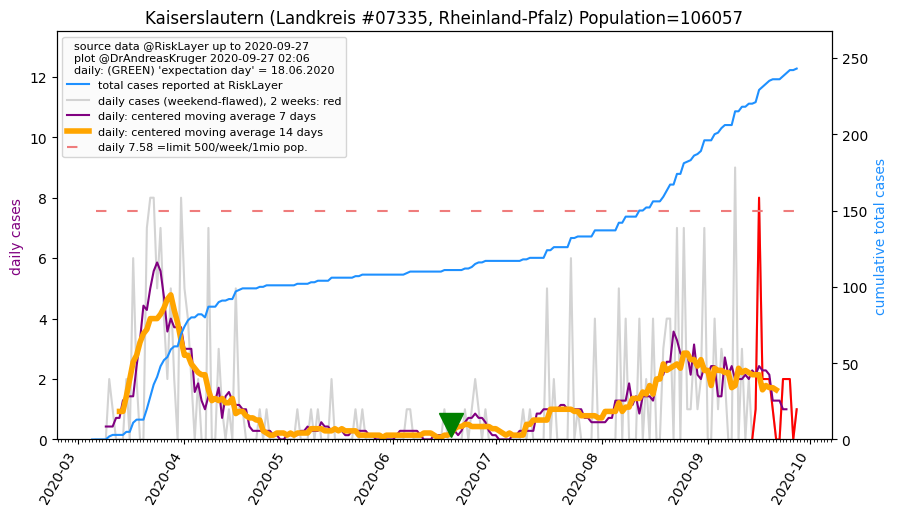 Kaiserslautern (Landkreis #07335, Rheinland-Pfalz) Population=106057
source data @RiskLayer up to 2020-09-27
plot @DrAndreasKruger 2020-09-27 02:06
daily: (GREEN) 'expectation day' = 18.06.2020
total cases reported at RiskLayer
daily cases (weekend-flawed), 2 weeks: red
daily: centered moving average 7 days
daily: centered moving average 14 days
daily 7.58 =limit 500/week/1mio pop.
daily cases
12
10
8
6
4
2
0
250
200
150
100
50
0
cumulative total cases
2020-03
2020-04
2020-05
2020-06
2020-07
2020-08
2020-09
2020-10